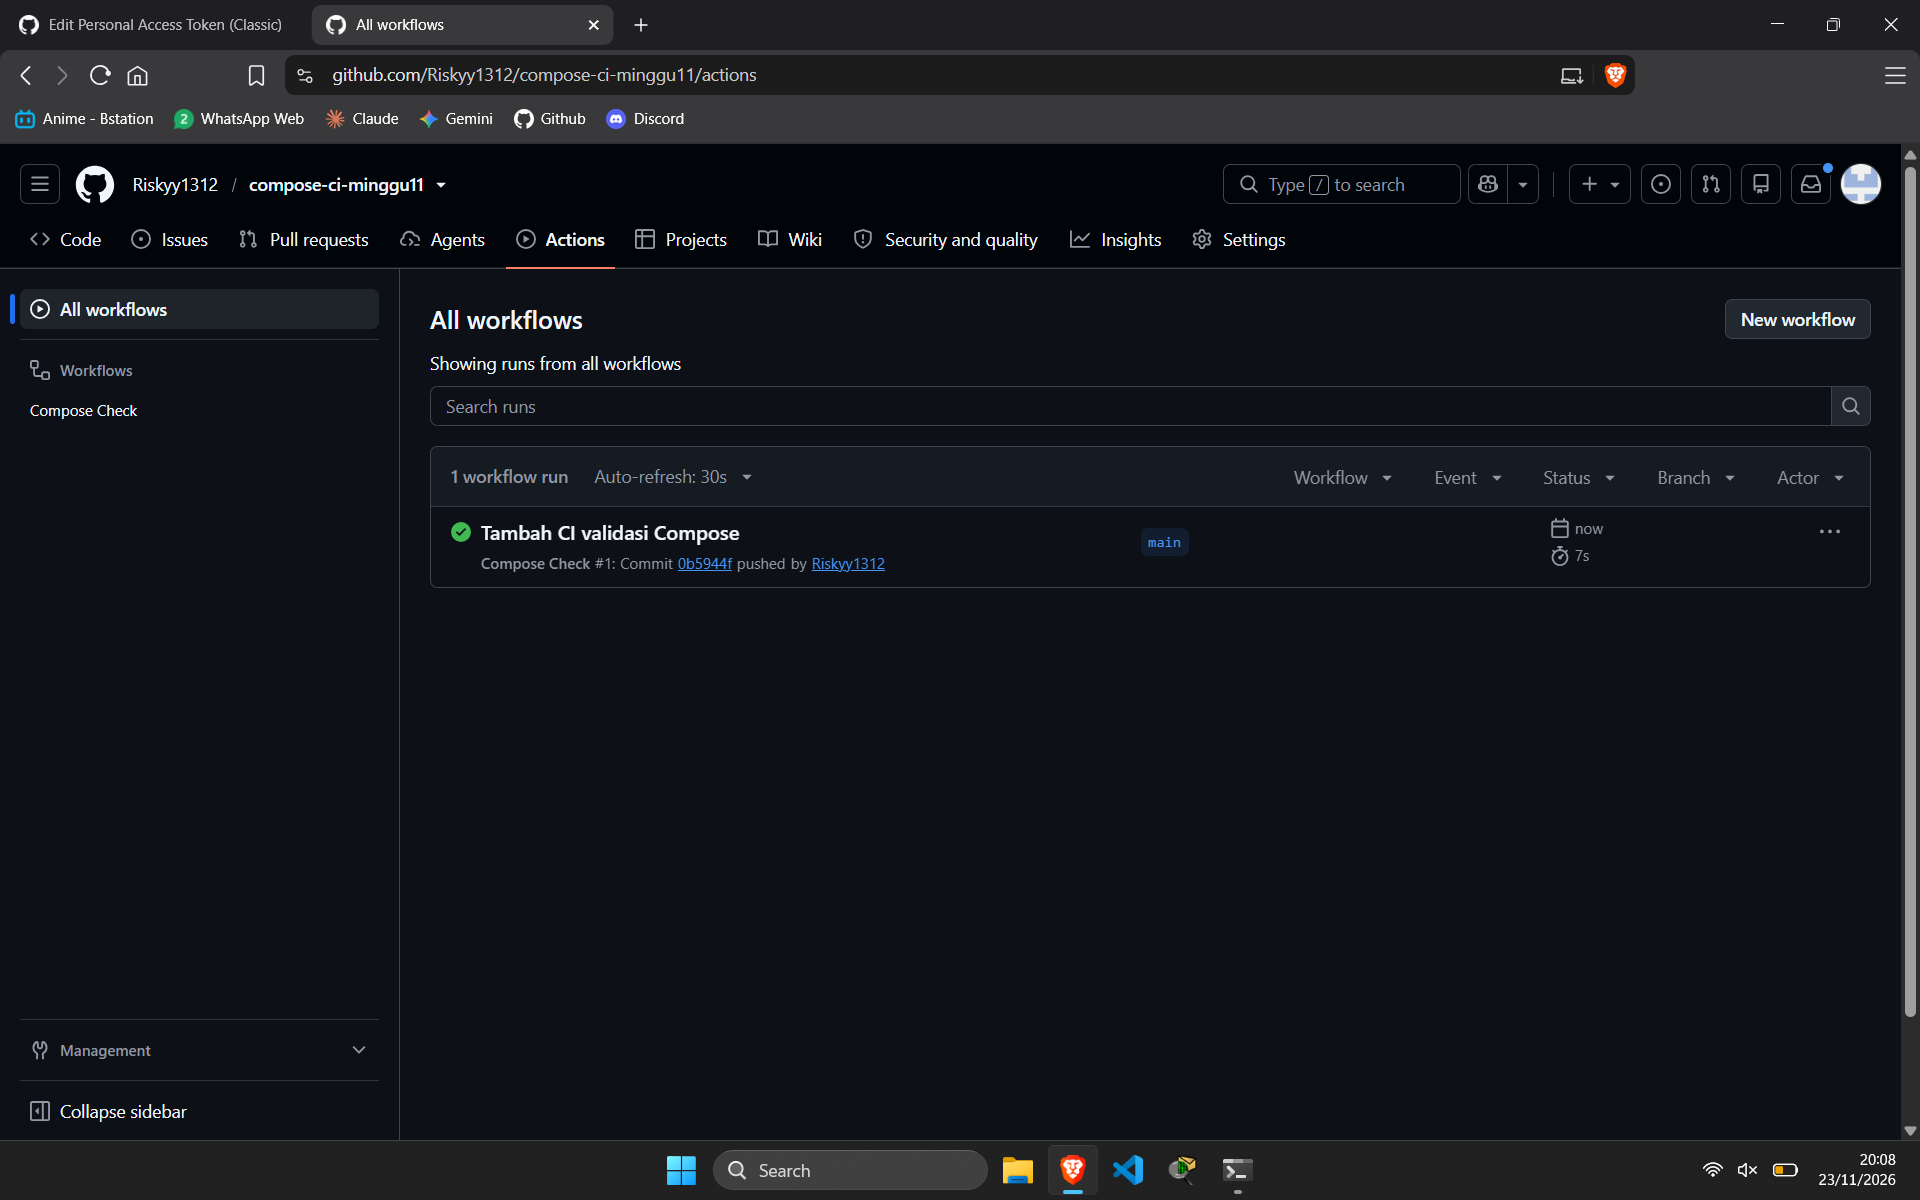 Edit Personal Access Token (Classic)
All workflows
github.com/Riskyy1312/compose-ci-minggu11/actions
Anime - Bstation
2
WhatsApp Web
Claude
Gemini
Github
Discord
Riskyy1312 / compose-ci-minggu11
Type / to search
Code
Issues
Pull requests
Agents
Actions
Projects
Wiki
Security and quality
Insights
Settings
All workflows
Workflows
Compose Check
Management
Collapse sidebar
All workflows
New workflow
Showing runs from all workflows
Search runs
1 workflow run
Auto-refresh: 30s
Workflow
Event
Status
Branch
Actor
Tambah CI validasi Compose
Compose Check #1: Commit 0b5944f pushed by Riskyy1312
main
now
7s
Search
20:08
23/11/2026